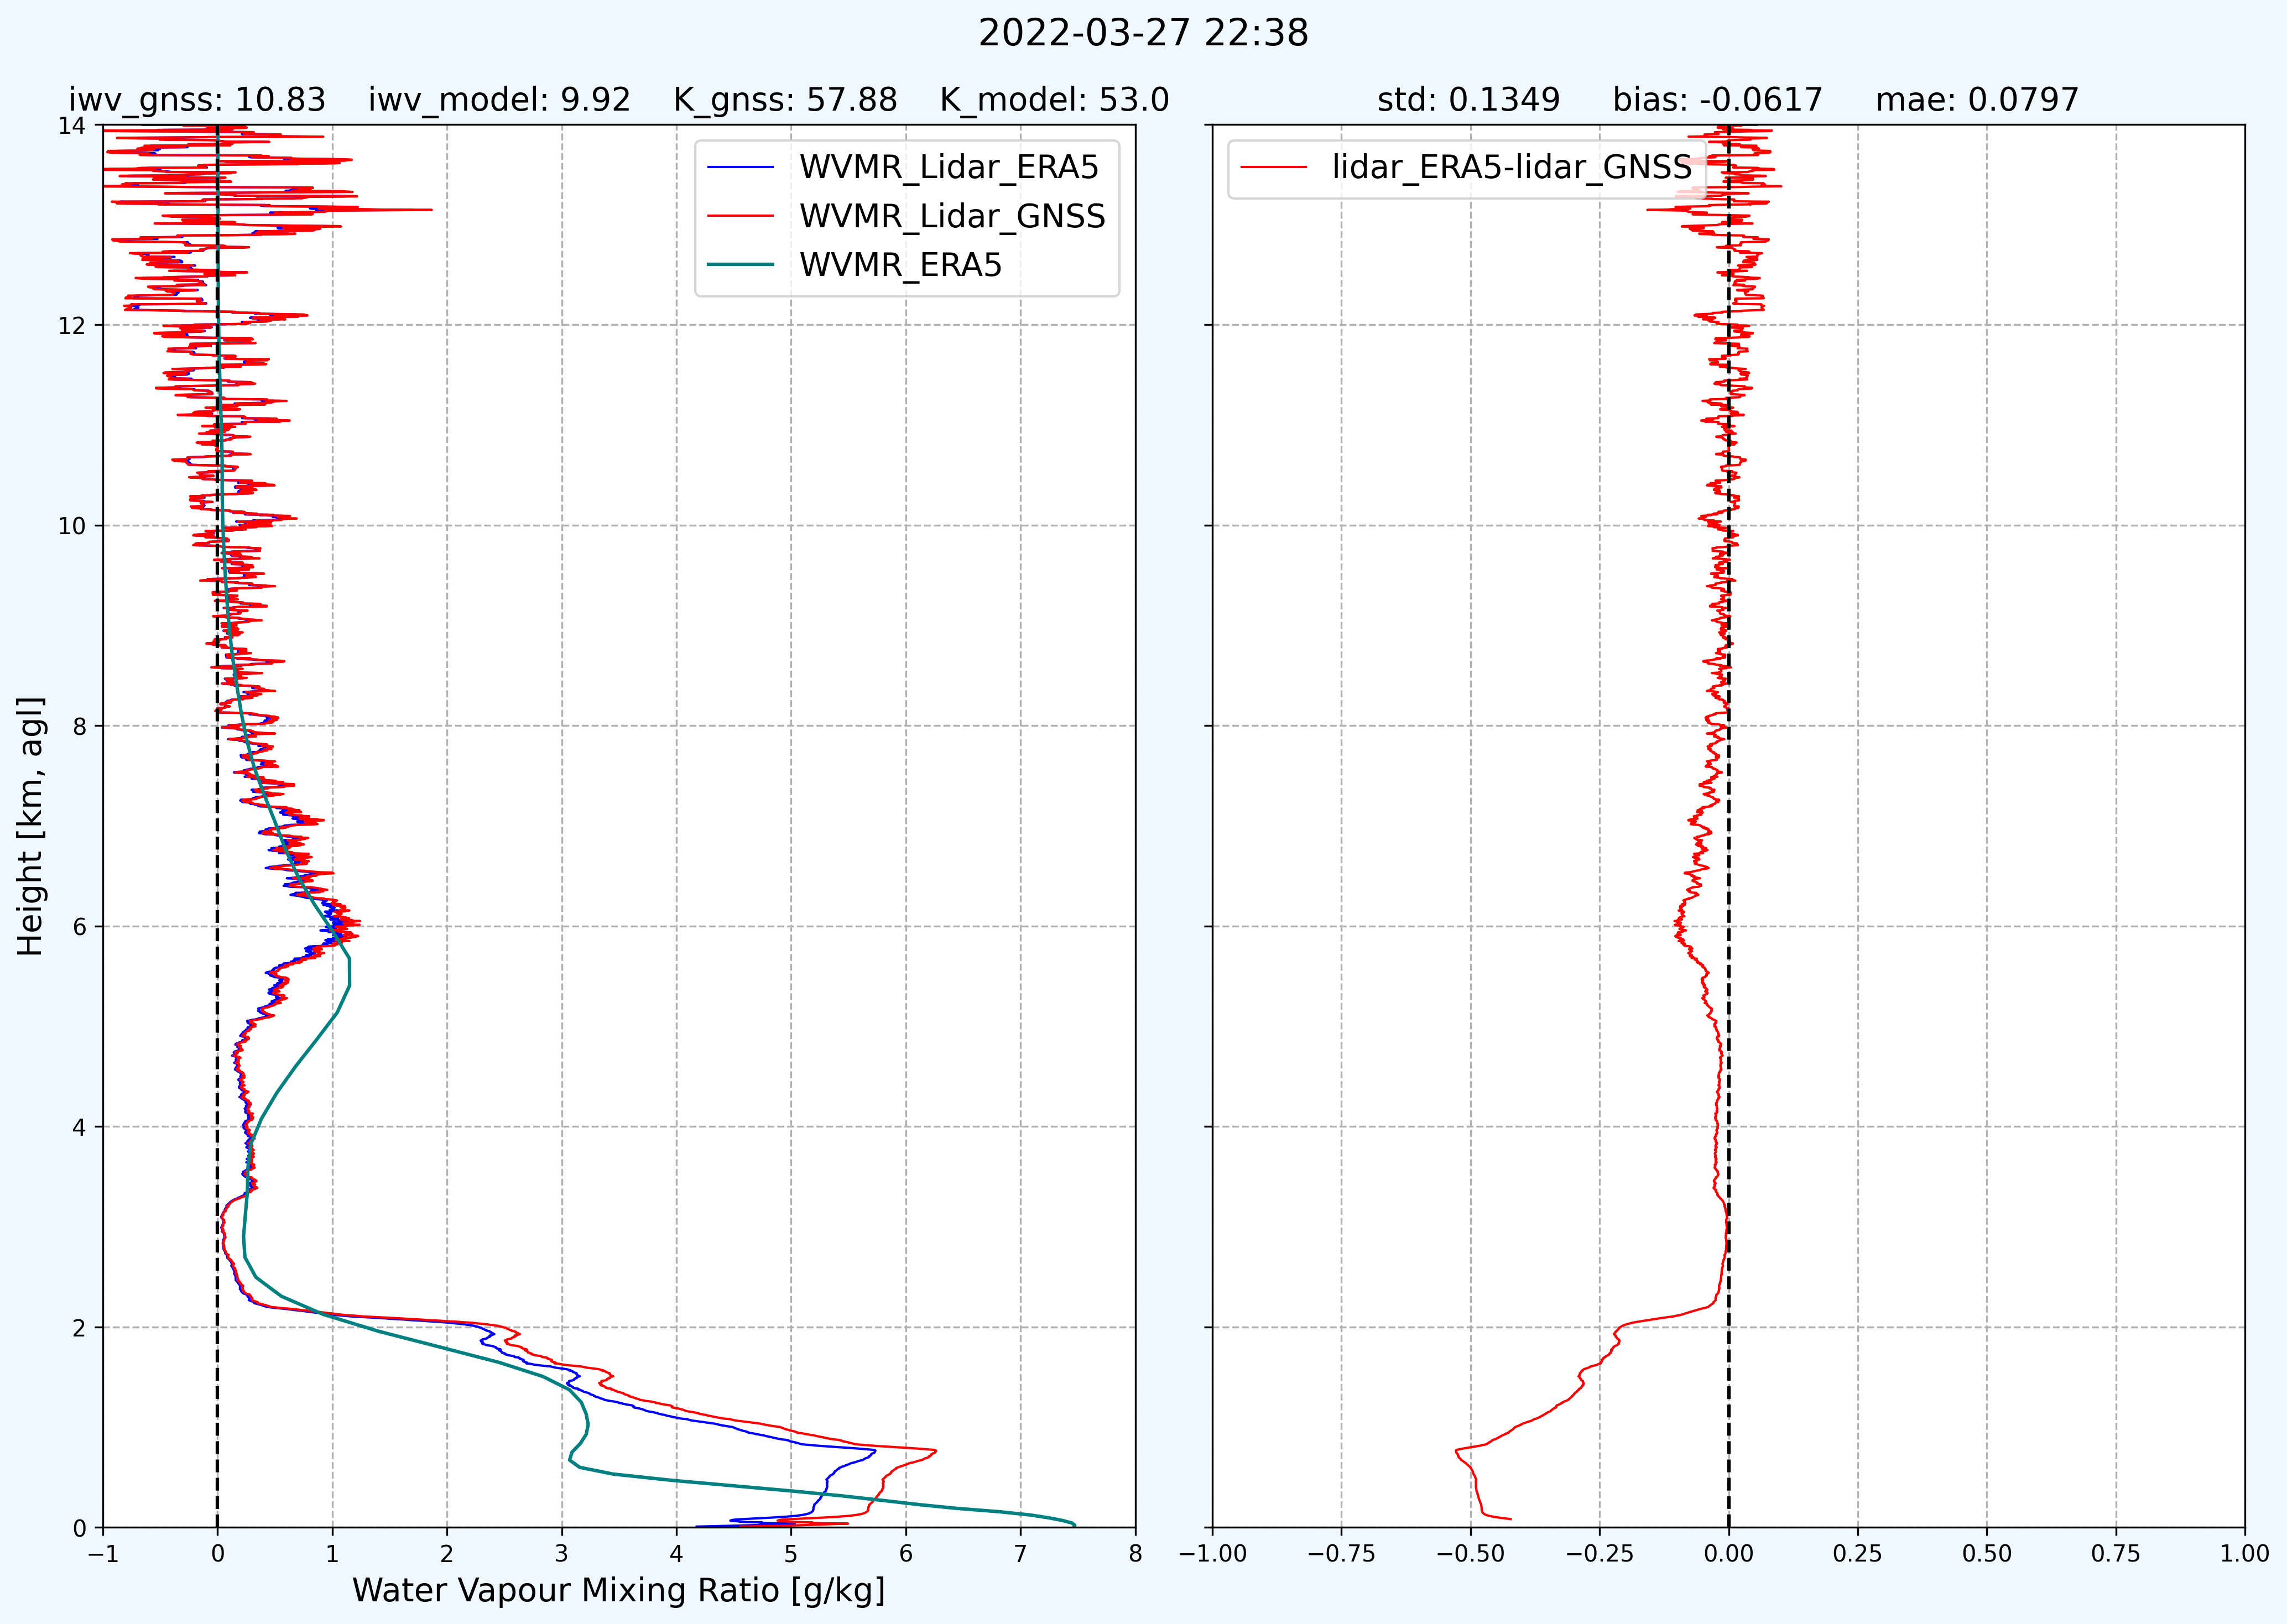 2022-03-27 22:38
iwv_gnss: 10.83 iwv_model: 9.92 K_gnss: 57.88 K_model: 53.0
WVMR_Lidar_ERA5
WVMR_Lidar_GNSS
WVMR_ERA5
14
12
10
8
6
4
2
0
Height [km, agl]
−1 0 1 2 3 4 5 6 7 8
Water Vapour Mixing Ratio [g/kg]
std: 0.1349 bias: -0.0617 mae: 0.0797
lidar_ERA5-lidar_GNSS
−1.00 −0.75 −0.50 −0.25 0.00 0.25 0.50 0.75 1.00